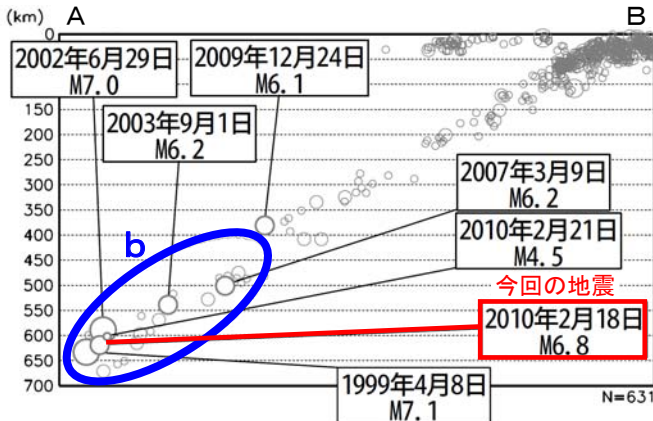 (km)
A
B
0
2002年6月29日
M7.0
2009年12月24日
M6.1
2003年9月1日
M6.2
150
200
250
300
350
400
450
500
550
600
650
700
b
2007年3月9日
M6.2
2010年2月21日
M4.5
今回の地震
2010年2月18日
M6.8
1999年4月8日
M7.1
N=631